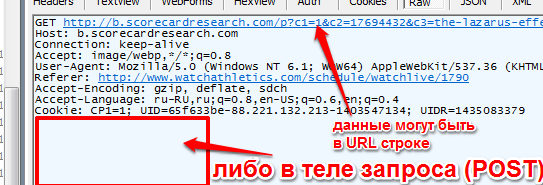 Headers TextView WebForms HexView Auth Cookies Raw JSON XML
GET http://b.scorecardresearch.com/p?c1=1&c2=17694432&c3=the-lazarus-effe
Host: b.scorecardresearch.com
Connection: keep-alive
Accept: image/webp,*/*;q=0.8
User-Agent: Mozilla/5.0 (Windows NT 6.1; WOW64) AppleWebKit/537.36 (KHTML
Referer: http://www.watchathletics.com/schedule/watchlive/1790
Accept-Encoding: gzip, deflate, sdch
Accept-Language: ru-RU,ru;q=0.8,en-US;q=0.6,en;q=0.4
Cookie: CP1=1; UID=65f633be-88.221.132.213-1403547134; UIDR=1435083379
данные могут быть
в URL строке
либо в теле запроса (POST)